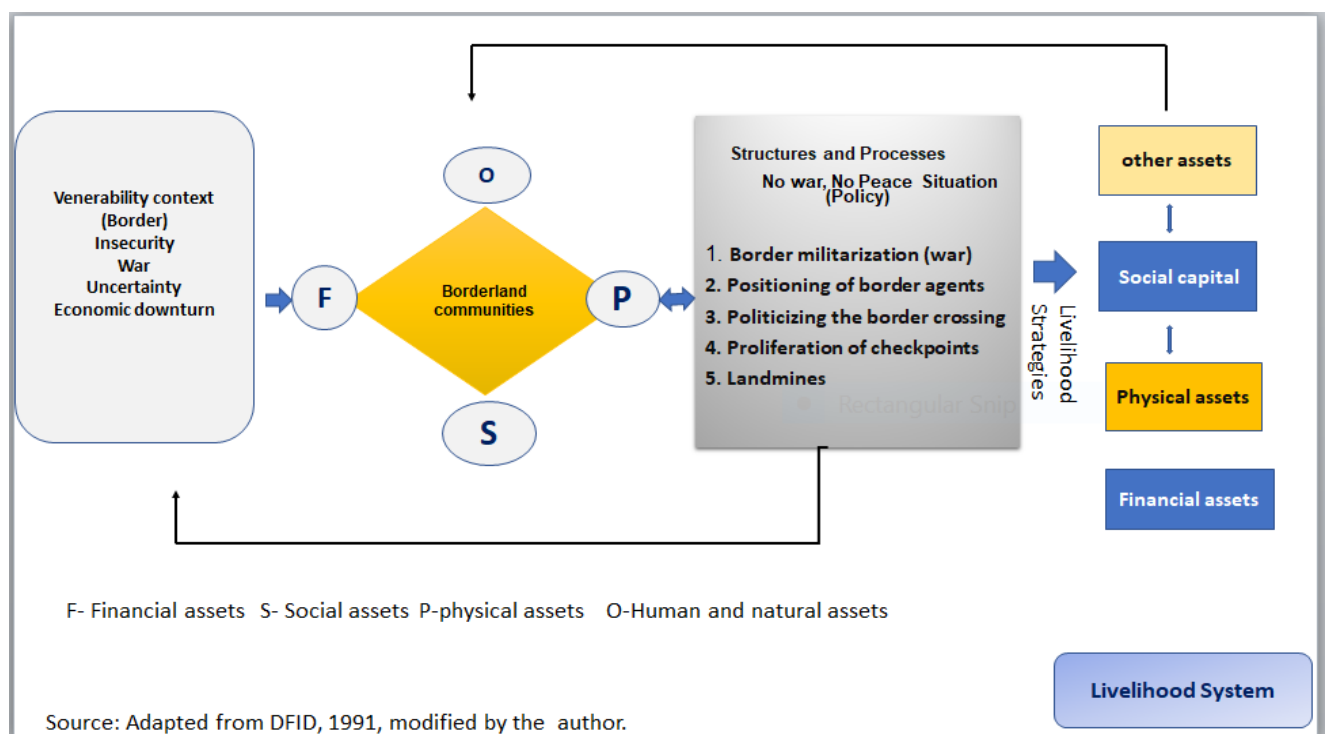 Venerability context
(Border)
Insecurity
War
Uncertainty
Economic downturn
O
F
Borderland
communities
P
S
Structures and Processes
No war, No Peace Situation
(Policy)
1. Border militarization (war)
2. Positioning of border agents
3. Politicizing the border crossing
4. Proliferation of checkpoints
5. Landmines
Rectangular Snip
Livelihood
Strategies
other assets
Social capital
Physical assets
Financial assets
F- Financial assets S- Social assets P-physical assets O-Human and natural assets
Livelihood System
Source: Adapted from DFID, 1991, modified by the author.